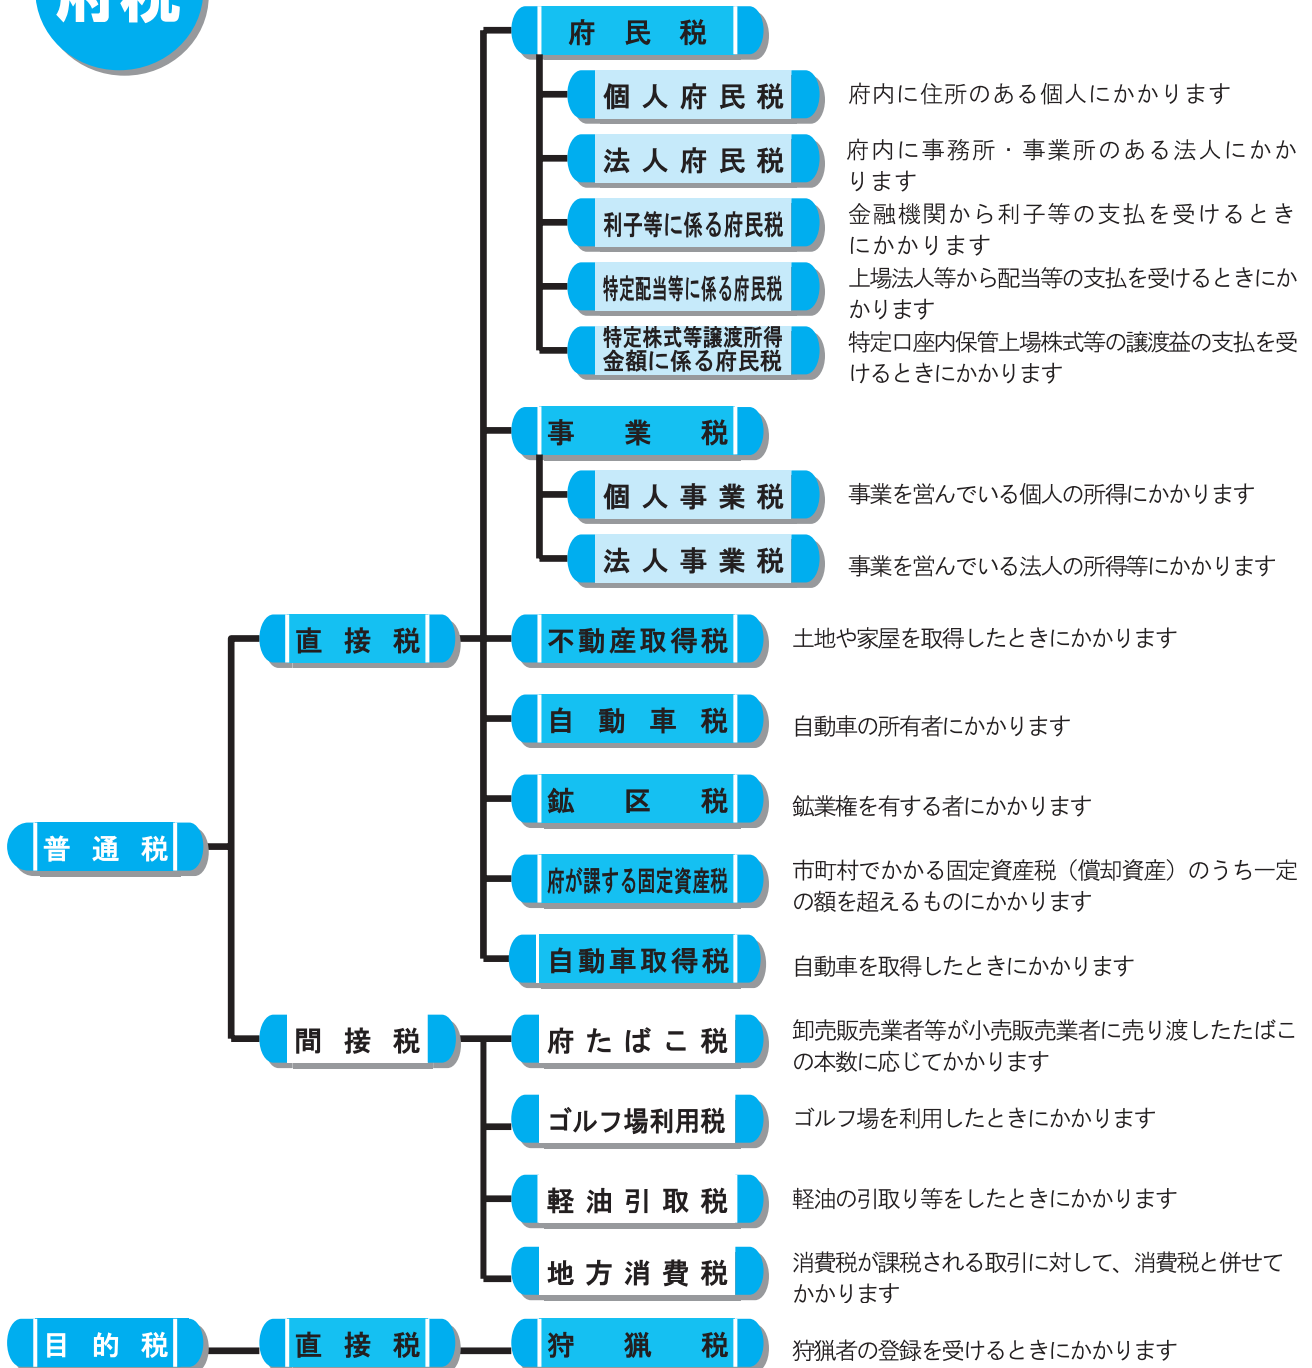 府税
府民税
個人府民税
府内に住所のある個人にかかります
法人府民税
府内に事務所・事業所のある法人にかか
ります
利子等に係る府民税
金融機関から利子等の支払を受けるとき
にかかります
特定配当等に係る府民税
上場法人等から配当等の支払を受けるときにか
かります
特定株式等譲渡所得
金額に係る府民税
特定口座内保管上場株式等の譲渡益の支払を受
けるときにかかります
事業税
個人事業税
事業を営んでいる個人の所得にかかります
法人事業税
事業を営んでいる法人の所得等にかかります
直接税
不動産取得税
土地や家屋を取得したときにかかります
自動車税
自動車の所有者にかかります
鉱区税
鉱業権を有する者にかかります
普通税
府が課する固定資産税
市町村でかかる固定資産税（償却資産）のうち一定
の額を超えるものにかかります
自動車取得税
自動車を取得したときにかかります
間接税
府たばこ税
卸売販売業者等が小売販売業者に売り渡したたばこ
の本数に応じてかかります
ゴルフ場利用税
ゴルフ場を利用したときにかかります
軽油引取税
軽油の引取り等をしたときにかかります
地方消費税
消費税が課税される取引に対して、消費税と併せて
かかります
目的税
直接税
狩猟税
狩猟者の登録を受けるときにかかります